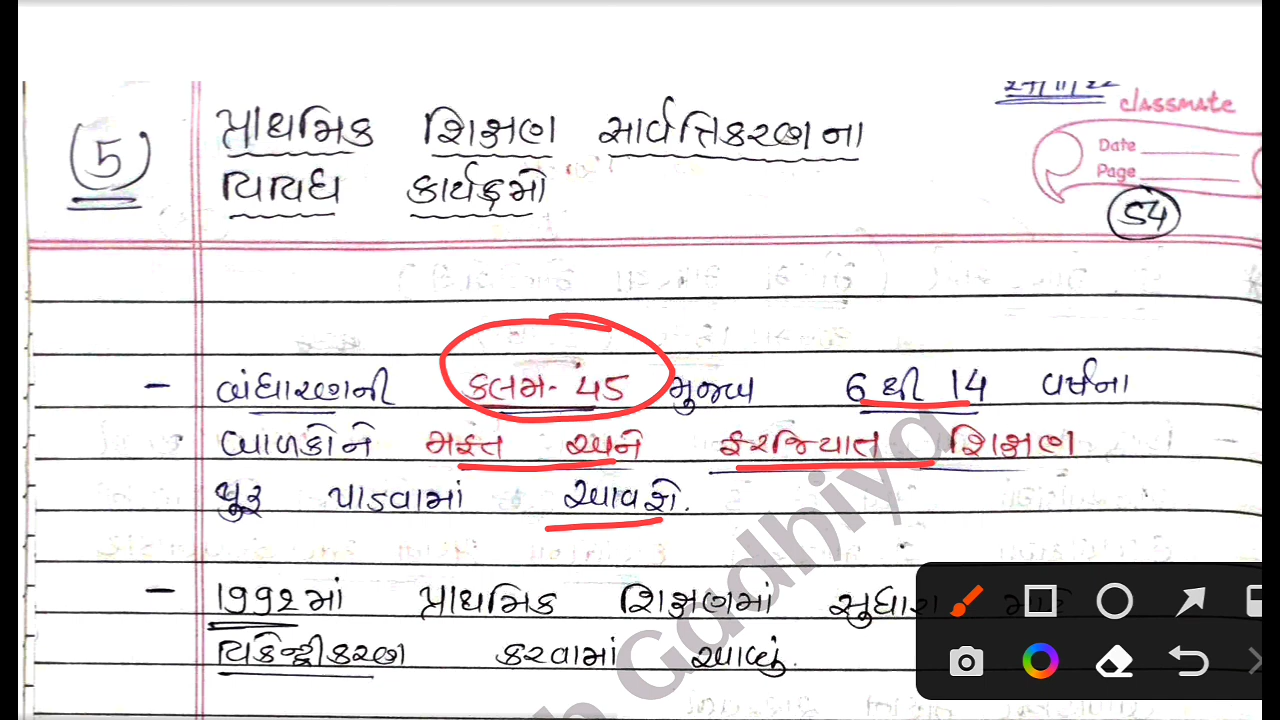 classmate
Date
Page
54
5
પ્રાથમિક શિક્ષણ સાર્વત્રિકરણના
વિવિધ કાર્યક્રમો
- બંધારણની કલમ-45 મુજબ 6 થી 14 વર્ષના
બાળકોને મફત અને ફરજિયાત શિક્ષણ
પુરૂ પાડવામાં આવશે.
- 1992માં પ્રાથમિક શિક્ષણમાં સુધારા
વિકેન્દ્રીકરણ કરવામાં આવ્યું.
Gadhiya